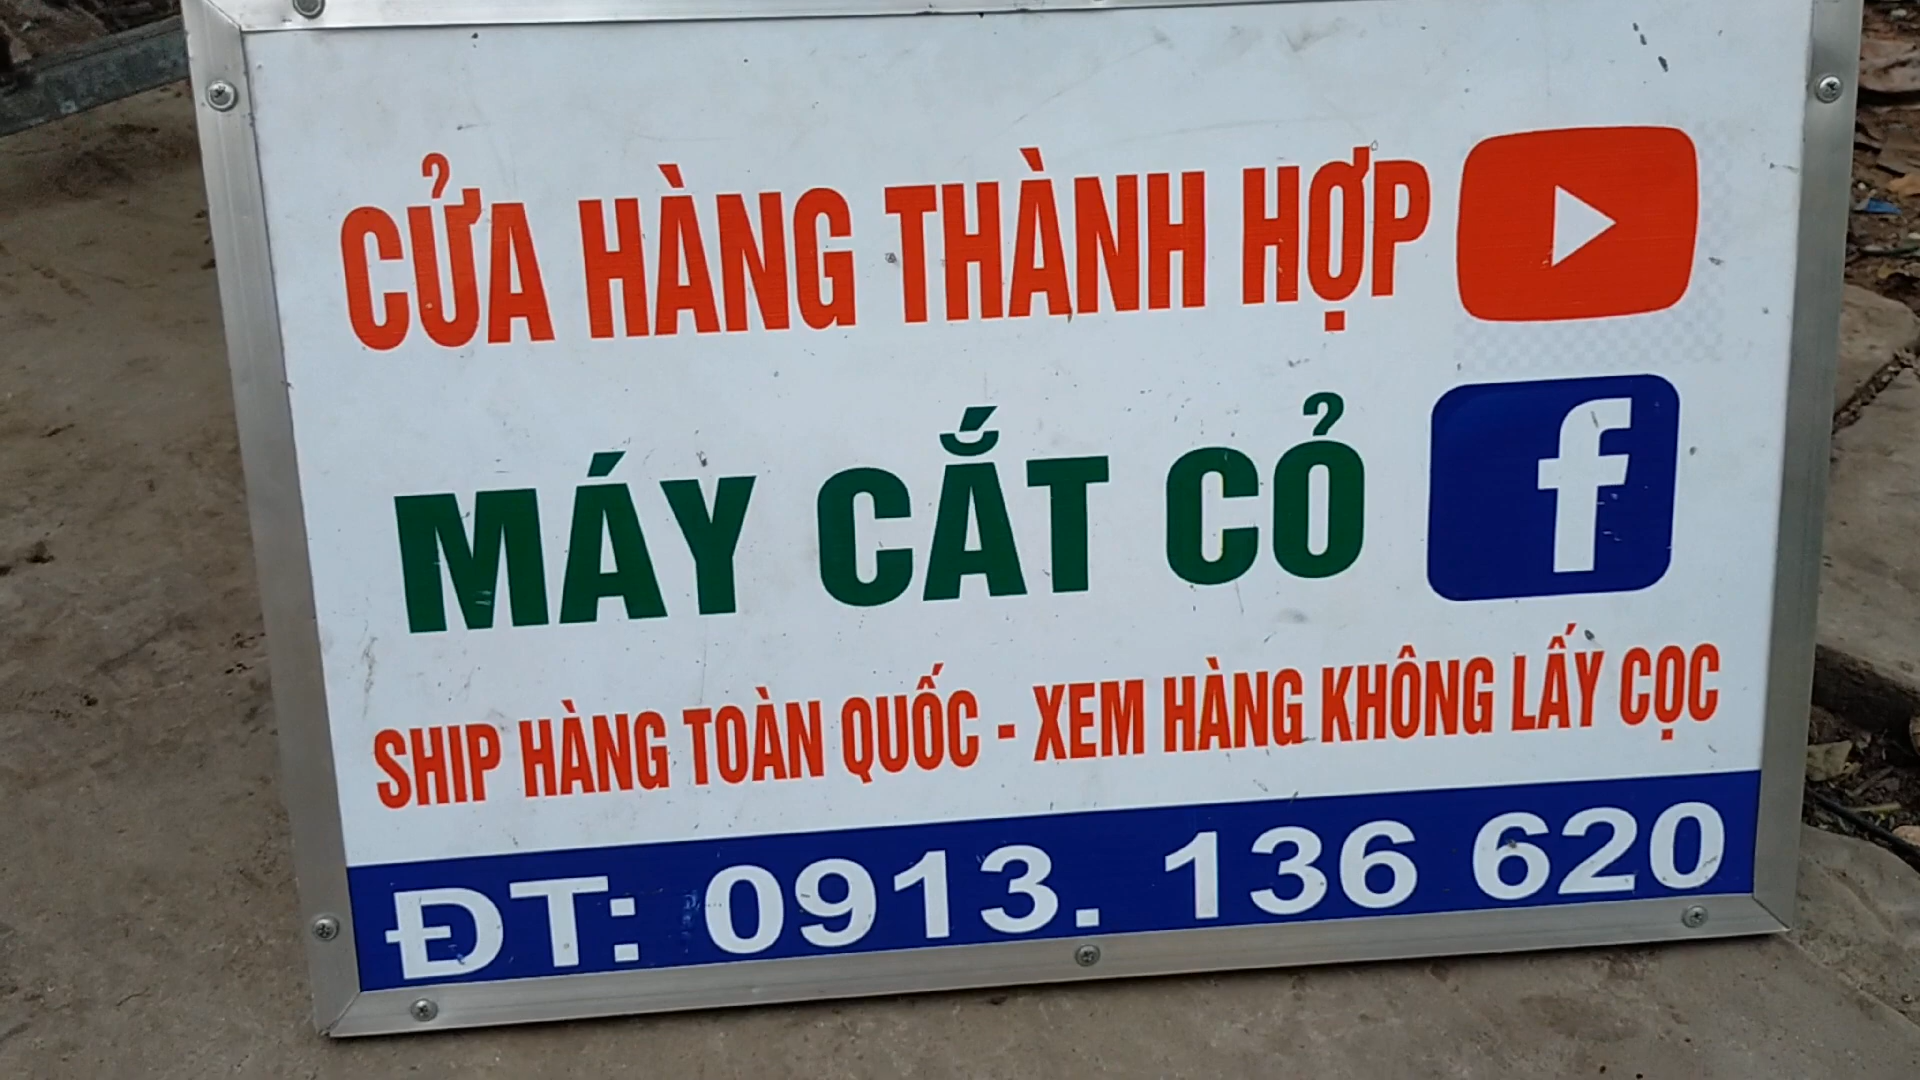 CỬA HÀNG THÀNH HỢP
MÁY CẮT CỎ
f
SHIP HÀNG TOÀN QUỐC - XEM HÀNG KHÔNG LẤY CỌC
ĐT: 0913. 136 620